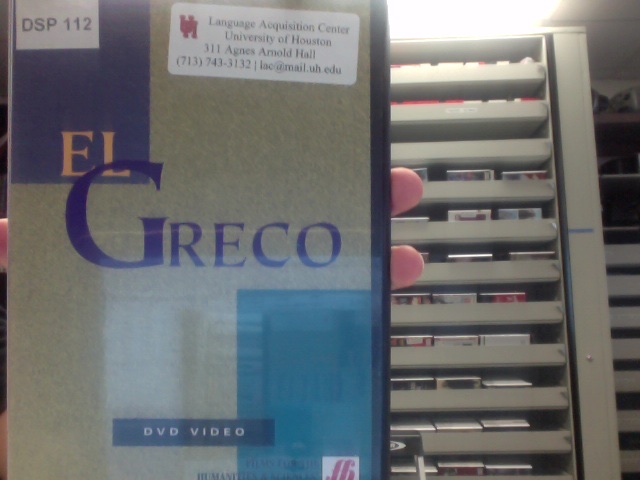 DSP 112
Language Acquisition Center
University of Houston
311 Agnes Arnold Hall
(713) 743-3132 | lac@mail.uh.edu
EL
GRECO
DVD VIDEO
HUMANITIES &